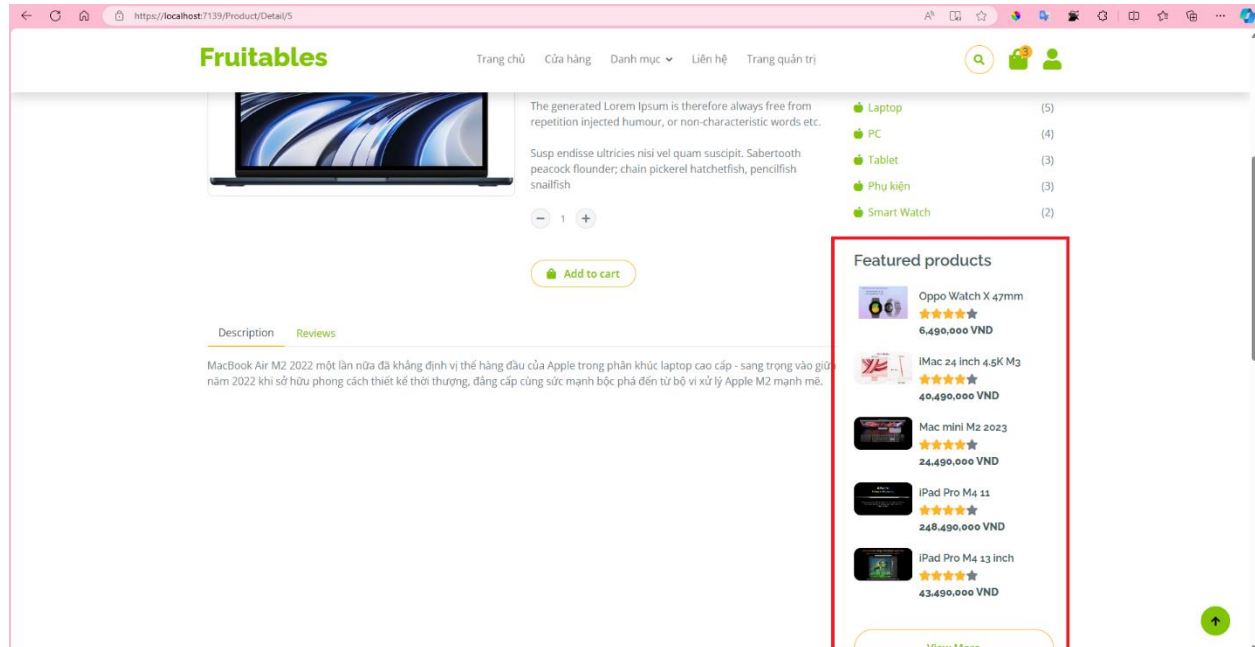 https://localhost:7139/Product/Detail/5
Fruitables
Trang chủ Cửa hàng Danh mục Liên hệ Trang quản trị
3
The generated Lorem Ipsum is therefore always free from
repetition injected humour, or non-characteristic words etc.
Susp endisse ultricies nisi vel quam suscipit. Sabertooth
peacock flounder; chain pickerel hatchetfish, pencilfish
snailfish
- 1 +
Add to cart
Laptop (5)
PC (4)
Tablet (3)
Phụ kiện (3)
Smart Watch (2)
Description Reviews
MacBook Air M2 2022 một lần nữa đã khẳng định vị thế hàng đầu của Apple trong phân khúc laptop cao cấp - sang trọng vào giữa
năm 2022 khi sở hữu phong cách thiết kế thời thượng, đẳng cấp cùng sức mạnh bộc phá đến từ bộ vi xử lý Apple M2 mạnh mẽ.
Featured products
Oppo Watch X 47mm
6,490,000 VND
iMac 24 inch 4.5K M3
40,490,000 VND
Mac mini M2 2023
24,490,000 VND
iPad Pro M4 11
248,490,000 VND
iPad Pro M4 13 inch
43,490,000 VND
View More